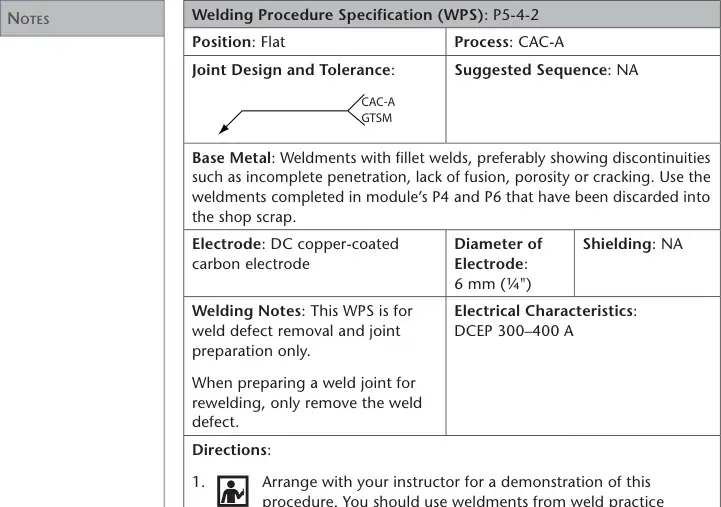 NOTES
Welding Procedure Specification (WPS): P5-4-2
Position: Flat
Process: CAC-A
Joint Design and Tolerance:
CAC-A
GTSM
Suggested Sequence: NA
Base Metal: Weldments with fillet welds, preferably showing discontinuities
such as incomplete penetration, lack of fusion, porosity or cracking. Use the
weldments completed in module’s P4 and P6 that have been discarded into
the shop scrap.
Electrode: DC copper-coated
carbon electrode
Diameter of
Electrode:
6 mm (¼")
Shielding: NA
Welding Notes: This WPS is for
weld defect removal and joint
preparation only.
When preparing a weld joint for
rewelding, only remove the weld
defect.
Electrical Characteristics:
DCEP 300–400 A
Directions:
1. Arrange with your instructor for a demonstration of this
procedure. You should use weldments from weld practice